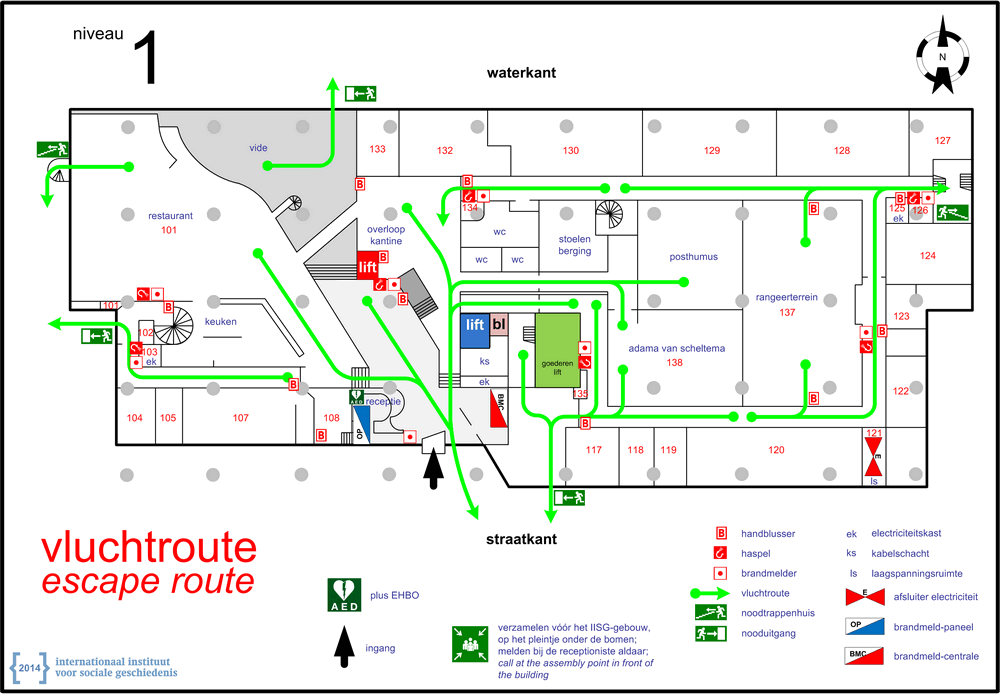 niveau 1
N
waterkant
vide
133
132
130
129
128
127
restaurant
101
overloop
kantine
B
B
134
wc
wc
wc
stoelen
berging
posthumus
B
B
125
126
ek
124
lift
B
B
rangeerterrein
137
123
101
B
102
103
ek
keuken
lift
bl
ks
ek
goederen
lift
135
adama van scheltema
138
B
122
B
B
104
105
107
108
B
AED
receptie
OP
BMC
B
117
118
119
120
121
E
ls
straatkant
vluchtroute
escape route
AED
plus EHBO
ingang
verzamelen vóór het IISG-gebouw,
op het pleintje onder de bomen;
melden bij de receptioniste aldaar;
call at the assembly point in front of
the building
B handblusser
haspel
brandmelder
vluchtroute
noodtrappenhuis
nooduitgang
ek electriciteitskast
ks kabelschacht
ls laagspanningsruimte
E afsluiter electriciteit
OP brandmeld-paneel
BMC brandmeld-centrale
{2014} internationaal instituut
voor sociale geschiedenis